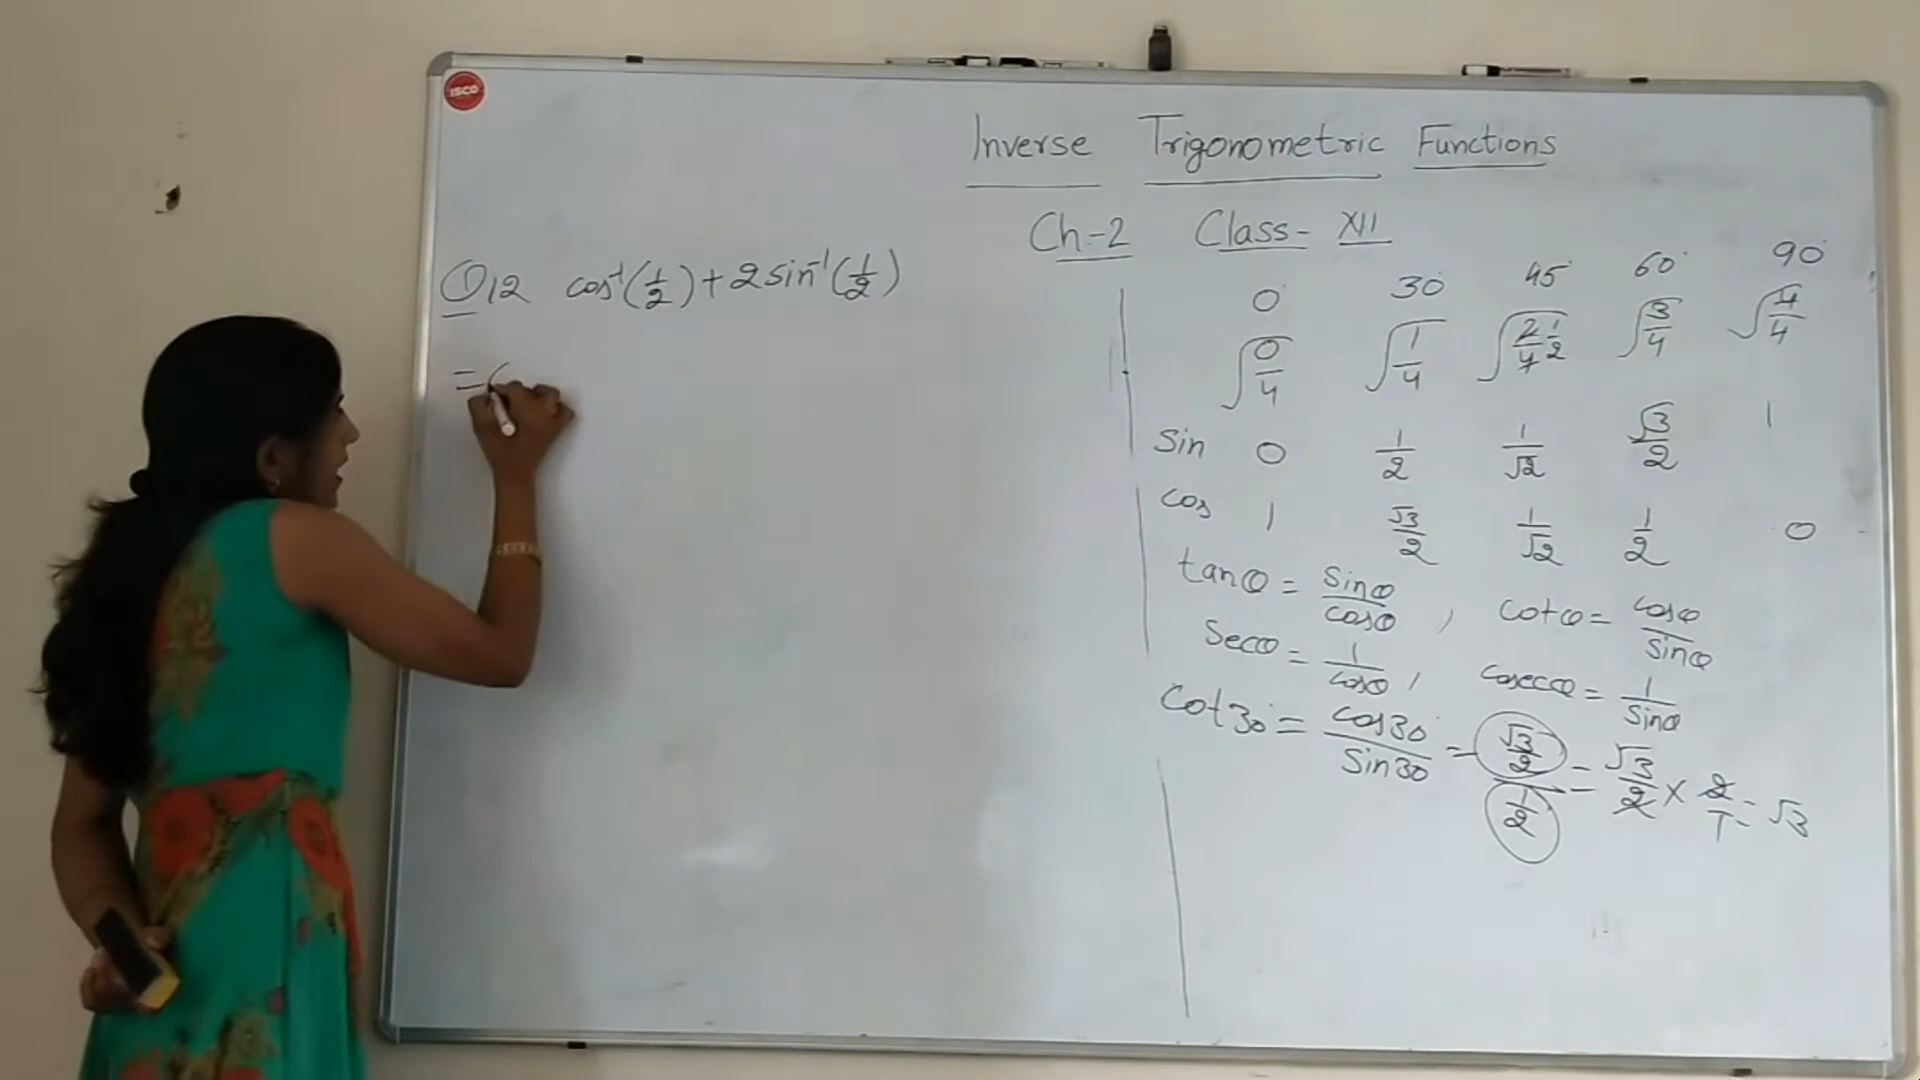 ISCO
Inverse Trigonometric Functions
Ch-2 Class- XII
Q12 cos⁻¹(1/2)+2sin⁻¹(1/2)
=c
0° 30° 45° 60° 90°
√0/4 √1/4 √2/4 1/2 √3/4 √4/4
sin 0 1/2 1/√2 √3/2 1
cos 1 √3/2 1/√2 1/2 0
tanθ = sinθ/cosθ , cotθ = cosθ/sinθ
secθ = 1/cosθ , cosecθ = 1/sinθ
cot30° = cos30°/sin30 = (√3/2)/(1/2) = √3/2 × 2/1 = √3